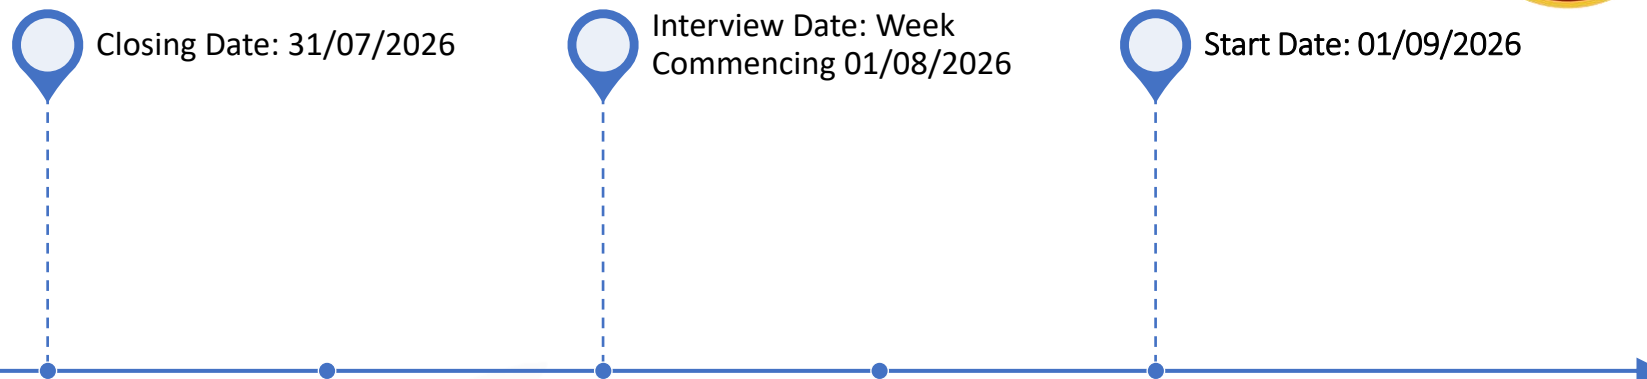 Closing Date: 31/07/2026
Interview Date: Week
Commencing 01/08/2026
Start Date: 01/09/2026